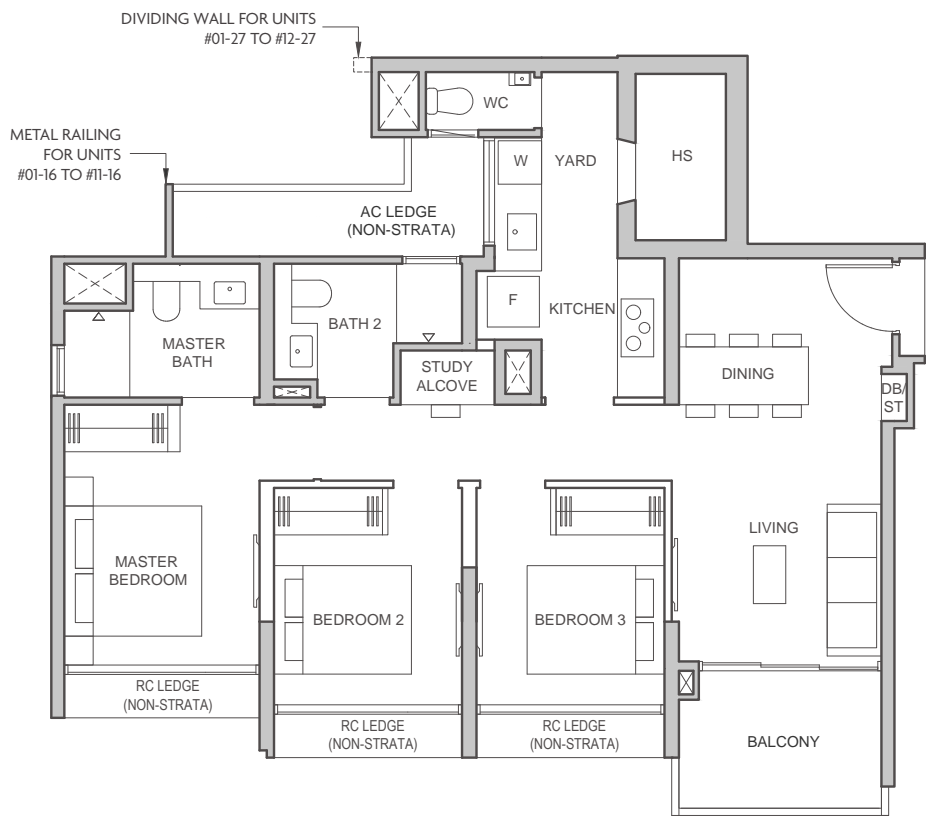 DIVIDING WALL FOR UNITS
#01-27 TO #12-27
METAL RAILING
FOR UNITS
#01-16 TO #11-16
WC
W
YARD
HS
AC LEDGE
(NON-STRATA)
F
KITCHEN
MASTER
BATH
BATH 2
STUDY
ALCOVE
DINING
DB/
ST
MASTER
BEDROOM
BEDROOM 2
BEDROOM 3
LIVING
RC LEDGE
(NON-STRATA)
RC LEDGE
(NON-STRATA)
RC LEDGE
(NON-STRATA)
BALCONY